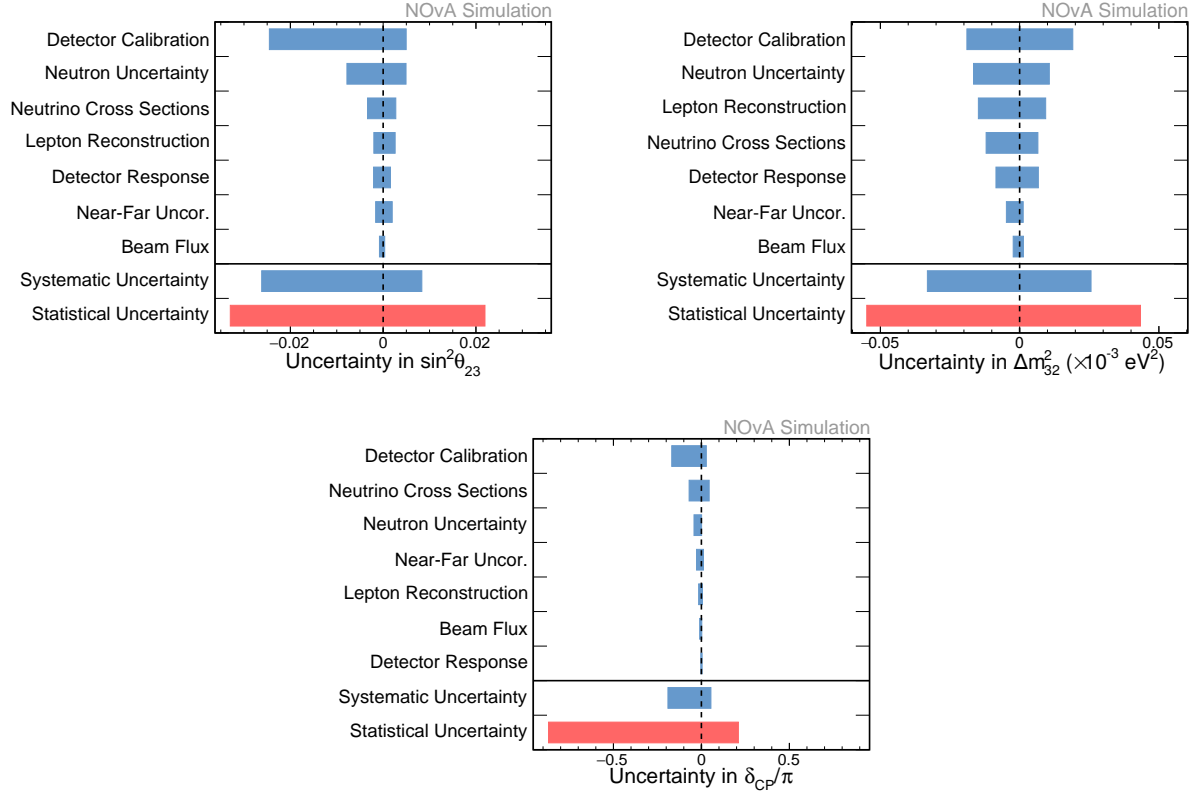 NOvA Simulation
Detector Calibration
Neutron Uncertainty
Neutrino Cross Sections
Lepton Reconstruction
Detector Response
Near-Far Uncor.
Beam Flux
Systematic Uncertainty
Statistical Uncertainty
−0.02 0 0.02
Uncertainty in sin²θ₂₃
NOvA Simulation
Detector Calibration
Neutron Uncertainty
Lepton Reconstruction
Neutrino Cross Sections
Detector Response
Near-Far Uncor.
Beam Flux
Systematic Uncertainty
Statistical Uncertainty
−0.05 0 0.05
Uncertainty in Δm²₃₂ (×10⁻³ eV²)
NOvA Simulation
Detector Calibration
Neutrino Cross Sections
Neutron Uncertainty
Near-Far Uncor.
Lepton Reconstruction
Beam Flux
Detector Response
Systematic Uncertainty
Statistical Uncertainty
−0.5 0 0.5
Uncertainty in δCP/π